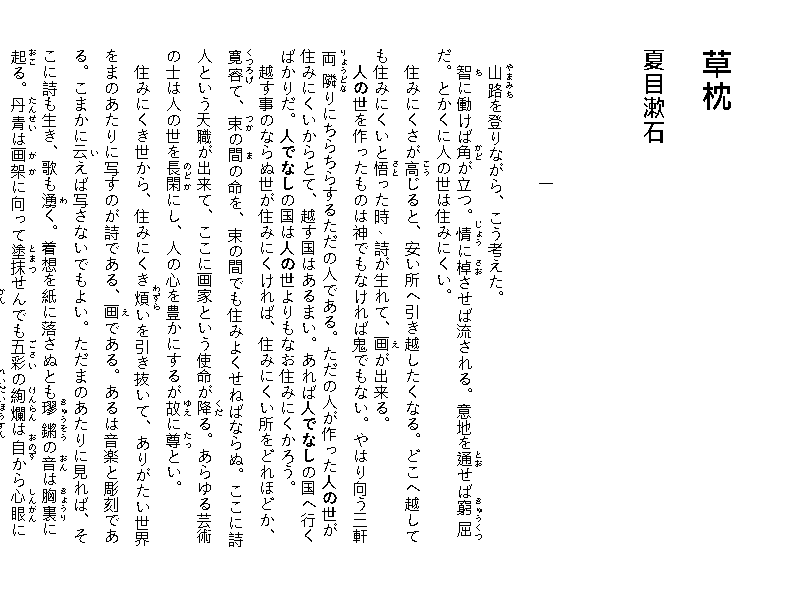 草枕
夏目漱石
一
山路を登りながら、こう考えた。
智に働けば角が立つ。情に棹させば流される。意地を通せば窮屈
だ。とかくに人の世は住みにくい。
住みにくさが高じると、安い所へ引き越したくなる。どこへ越して
も住みにくいと悟った時、詩が生れて、画が出来る。
人の世を作ったものは神でもなければ鬼でもない。やはり向う三軒
両隣りにちらちらするただの人である。ただの人が作った人の世が
住みにくいからとて、越す国はあるまい。あれば人でなしの国へ行く
ばかりだ。人でなしの国は人の世よりもなお住みにくかろう。
越す事のならぬ世が住みにくければ、住みにくい所をどれほどか、
寛容て、束の間の命を、束の間でも住みよくせねばならぬ。ここに詩
人という天職が出来て、ここに画家という使命が降る。あらゆる芸術
の士は人の世を長閑にし、人の心を豊かにするが故に尊とい。
住みにくき世から、住みにくき煩いを引き抜いて、ありがたい世界
をまのあたりに写すのが詩である、画である。あるは音楽と彫刻であ
る。こまかに云えば写さないでもよい。ただまのあたりに見れば、そ
こに詩も生き、歌も湧く。着想を紙に落さぬとも璆鏘の音は胸裏に
起る。丹青は画架に向って塗抹せんでも五彩の絢爛は自から心眼に